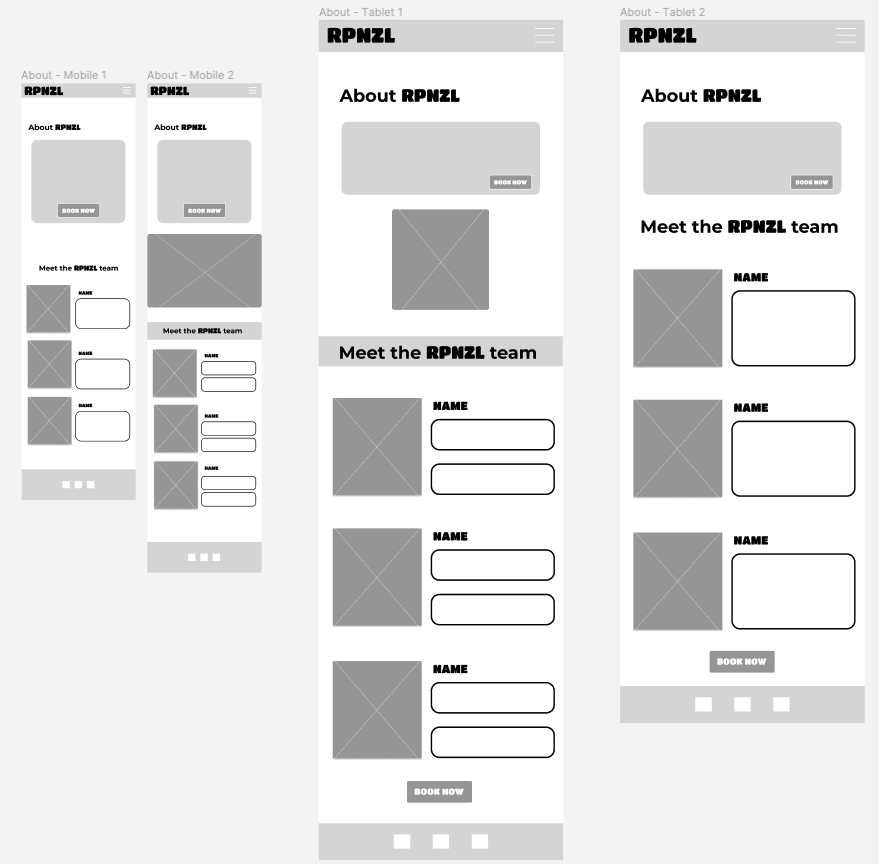 About - Mobile 1
RPNZL
About RPNZL
BOOK NOW
Meet the RPNZL team
NAME
NAME
NAME
About - Mobile 2
RPNZL
About RPNZL
BOOK NOW
Meet the RPNZL team
NAME
NAME
NAME
About - Tablet 1
RPNZL
About RPNZL
BOOK NOW
Meet the RPNZL team
NAME
NAME
NAME
BOOK NOW
About - Tablet 2
RPNZL
About RPNZL
BOOK NOW
Meet the RPNZL team
NAME
NAME
NAME
BOOK NOW